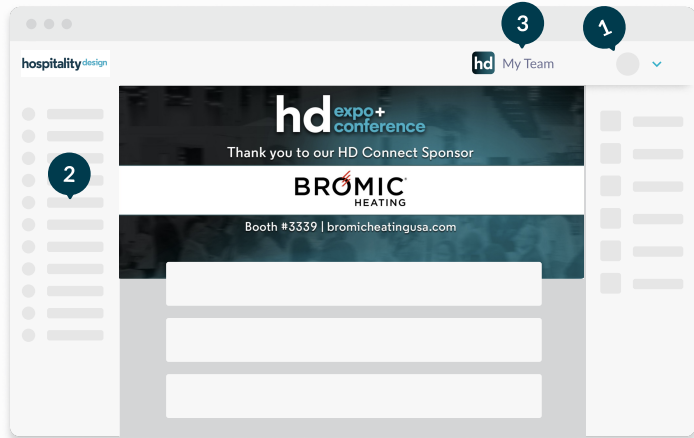 3
1
hospitality design
hd My Team
2
hd expo+
conference
Thank you to our HD Connect Sponsor
BROMIC
HEATING
Booth #3339 | bromicheatingusa.com